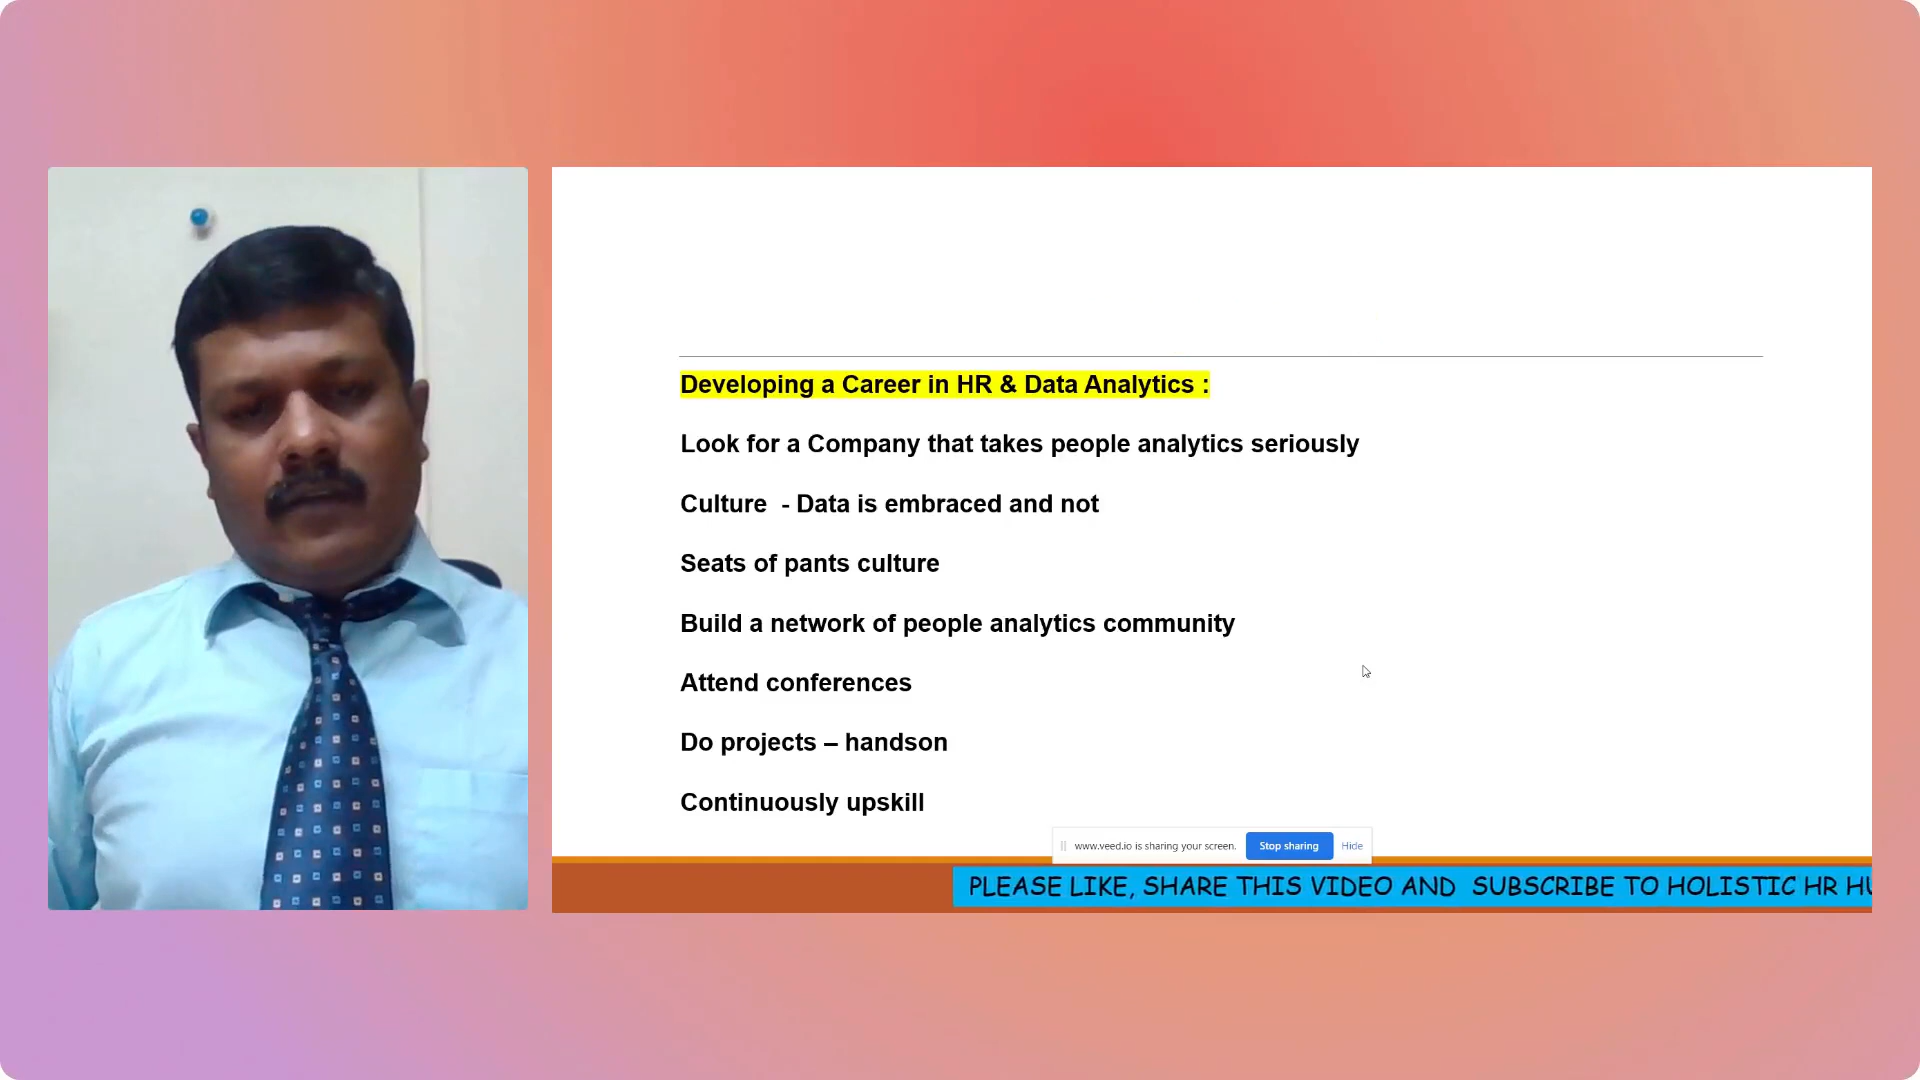 Developing a Career in HR & Data Analytics :
Look for a Company that takes people analytics seriously
Culture  - Data is embraced and not
Seats of pants culture
Build a network of people analytics community
Attend conferences
Do projects – handson
Continuously upskill
www.veed.io is sharing your screen. Stop sharing Hide
PLEASE LIKE, SHARE THIS VIDEO AND  SUBSCRIBE TO HOLISTIC HR